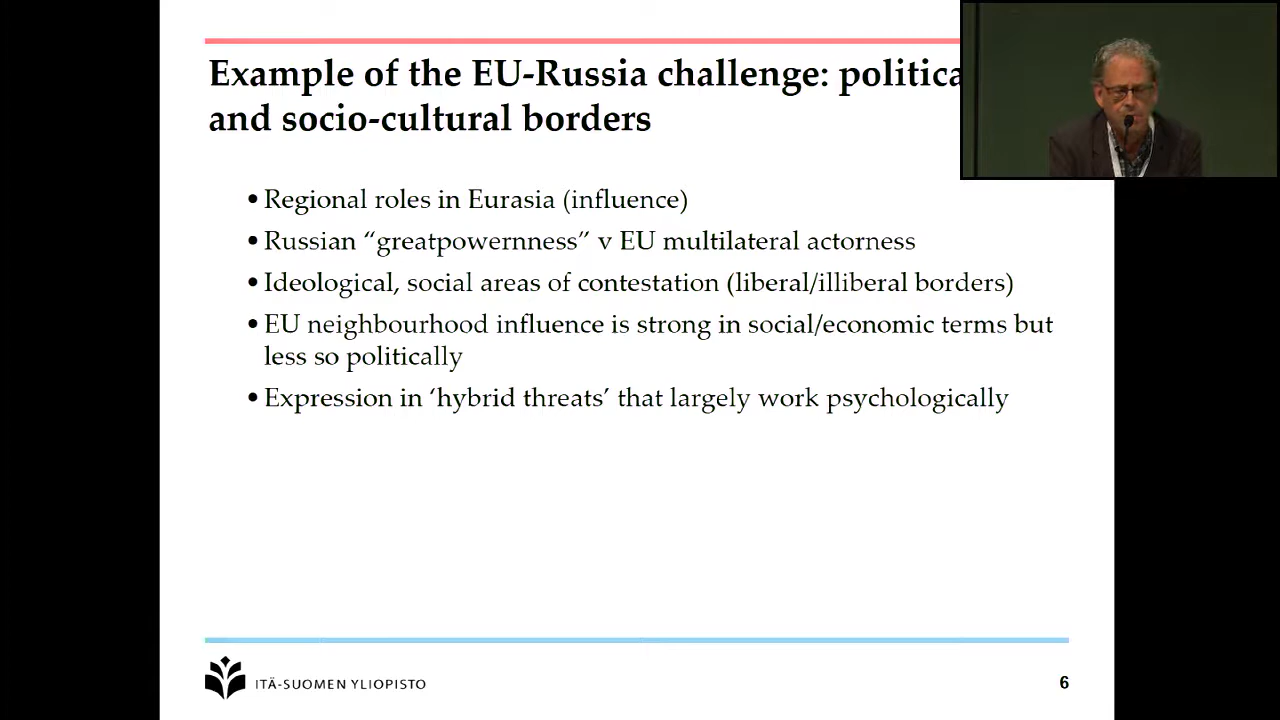 Example of the EU-Russia challenge: politica
and socio-cultural borders
• Regional roles in Eurasia (influence)
• Russian “greatpowernness” v EU multilateral actorness
• Ideological, social areas of contestation (liberal/illiberal borders)
• EU neighbourhood influence is strong in social/economic terms but
less so politically
• Expression in ‘hybrid threats’ that largely work psychologically
ITÄ-SUOMEN YLIOPISTO
6